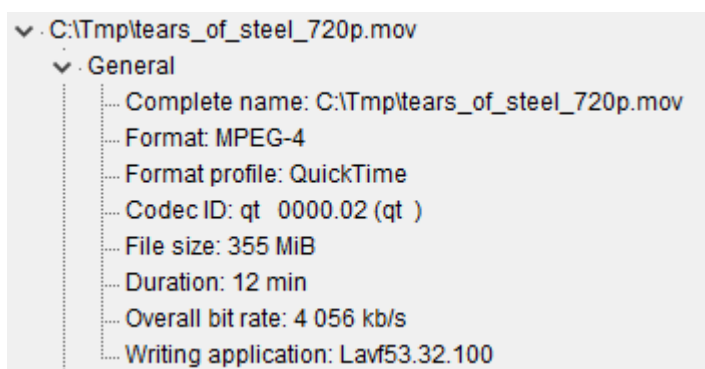 C:\Tmp\tears_of_steel_720p.mov
General
Complete name: C:\Tmp\tears_of_steel_720p.mov
Format: MPEG-4
Format profile: QuickTime
Codec ID: qt   0000.02 (qt  )
File size: 355 MiB
Duration: 12 min
Overall bit rate: 4 056 kb/s
Writing application: Lavf53.32.100